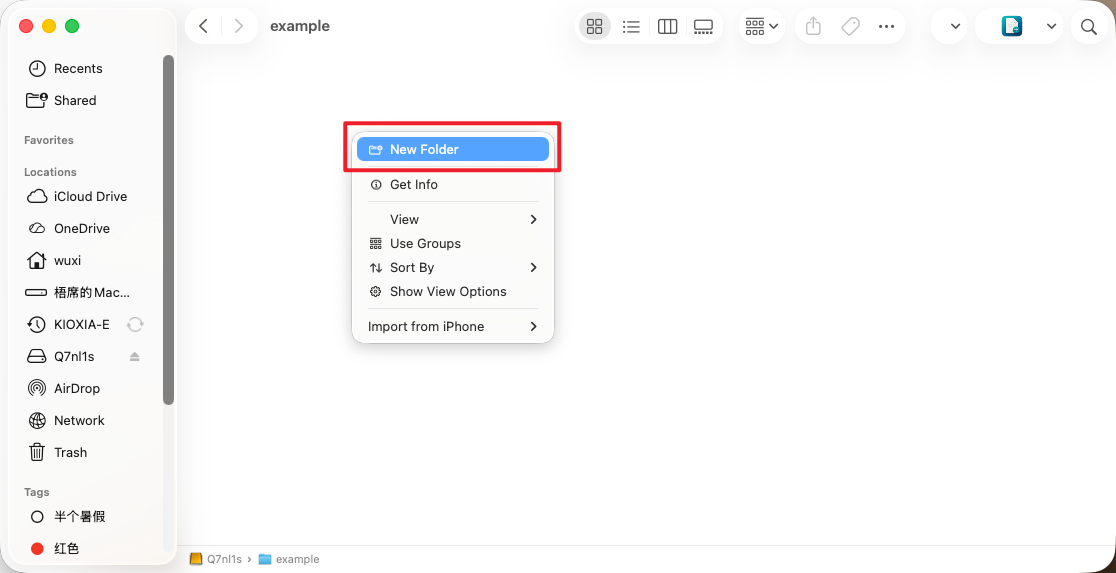 example
Recents
Shared
Favorites
Locations
iCloud Drive
OneDrive
wuxi
梧席的Mac...
KIOXIA-E
Q7nl1s
AirDrop
Network
Trash
Tags
半个暑假
红色
New Folder
Get Info
View
Use Groups
Sort By
Show View Options
Import from iPhone
Q7nl1s › example